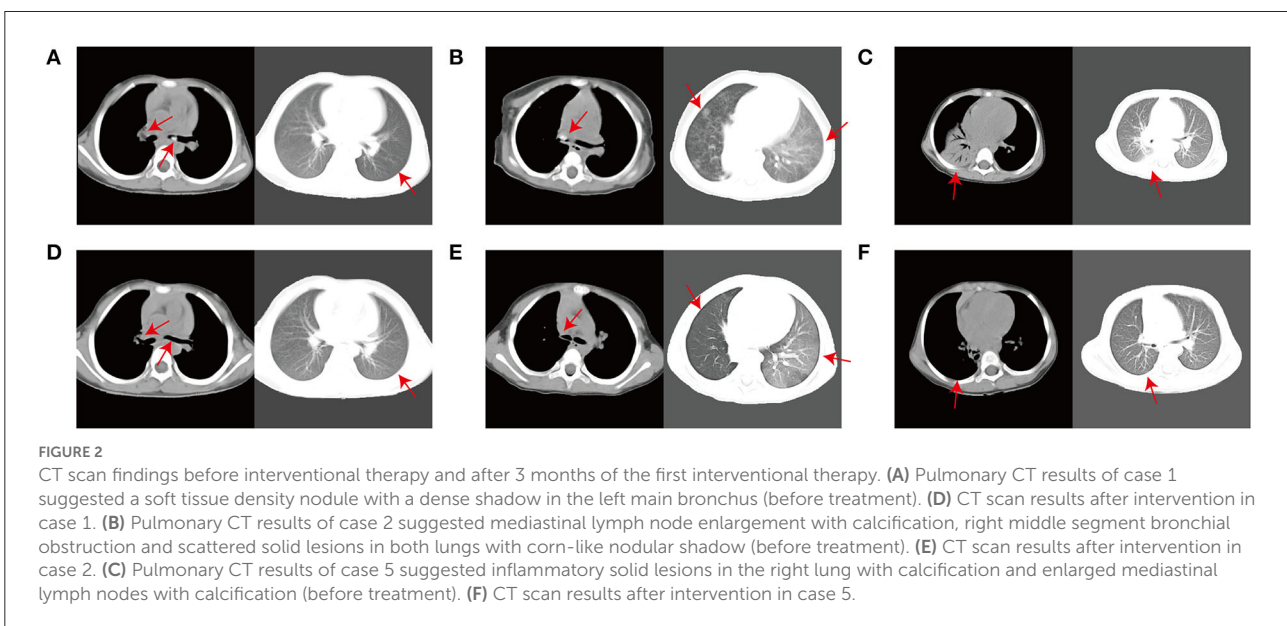 A
B
C
D
E
F
FIGURE 2
CT scan findings before interventional therapy and after 3 months of the first interventional therapy. (A) Pulmonary CT results of case 1
suggested a soft tissue density nodule with a dense shadow in the left main bronchus (before treatment). (D) CT scan results after intervention in
case 1. (B) Pulmonary CT results of case 2 suggested mediastinal lymph node enlargement with calcification, right middle segment bronchial
obstruction and scattered solid lesions in both lungs with corn-like nodular shadow (before treatment). (E) CT scan results after intervention in
case 2. (C) Pulmonary CT results of case 5 suggested inflammatory solid lesions in the right lung with calcification and enlarged mediastinal
lymph nodes with calcification (before treatment). (F) CT scan results after intervention in case 5.